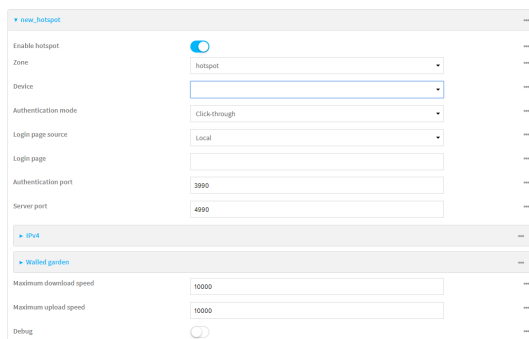 ▾ new_hotspot
Enable hotspot
Zone
hotspot
Device
Authentication mode
Click-through
Login page source
Local
Login page
Authentication port
3990
Server port
4990
▸ IPv4
▸ Walled garden
Maximum download speed
10000
Maximum upload speed
10000
Debug